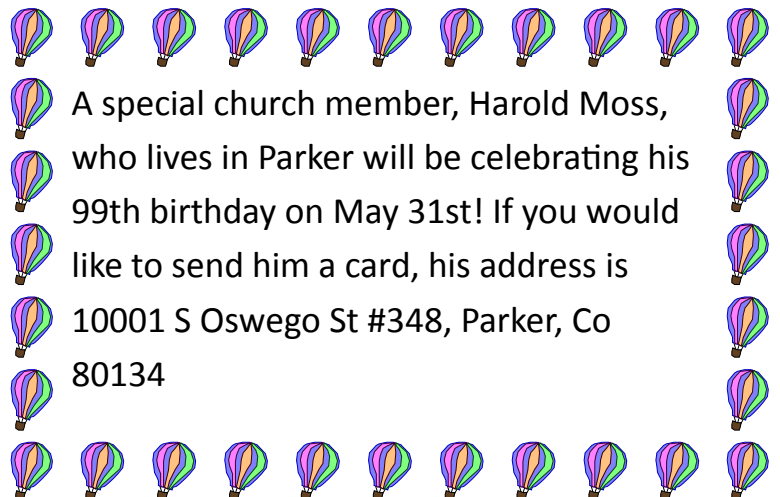 A special church member, Harold Moss,
who lives in Parker will be celebrating his
99th birthday on May 31st! If you would
like to send him a card, his address is
10001 S Oswego St #348, Parker, Co
80134